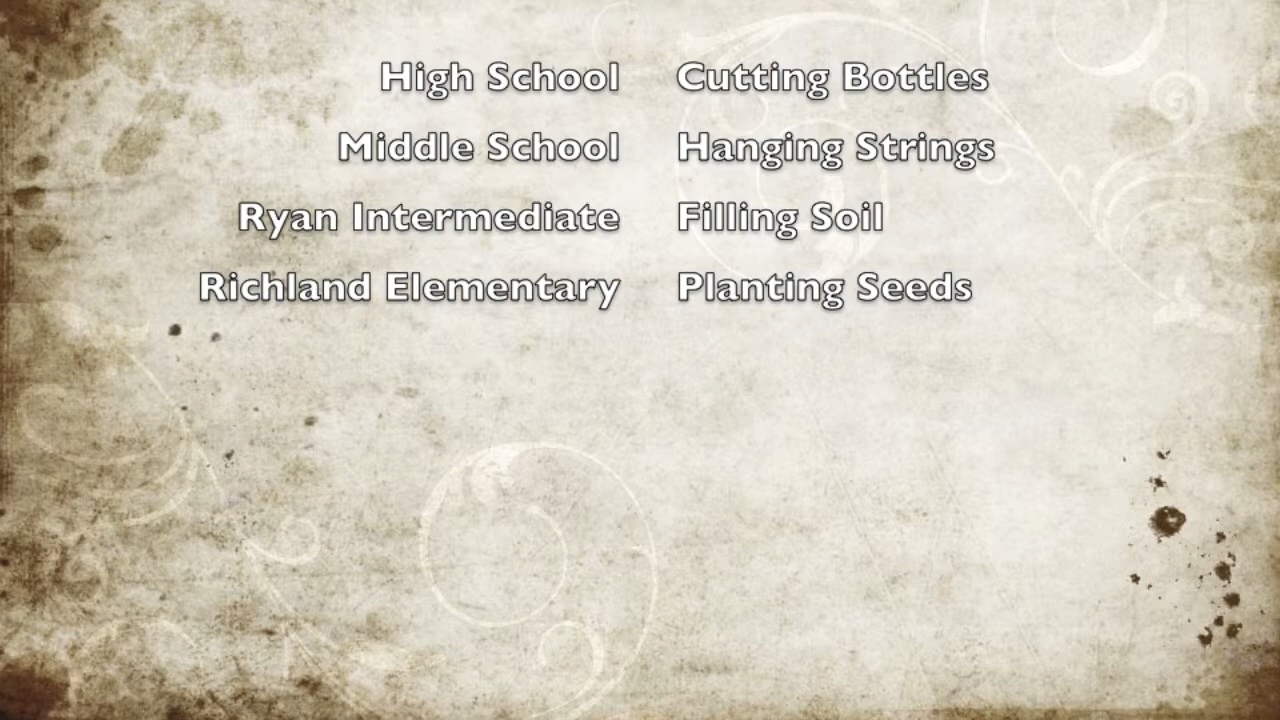 High School Cutting Bottles
Middle School Hanging Strings
Ryan Intermediate Filling Soil
Richland Elementary Planting Seeds